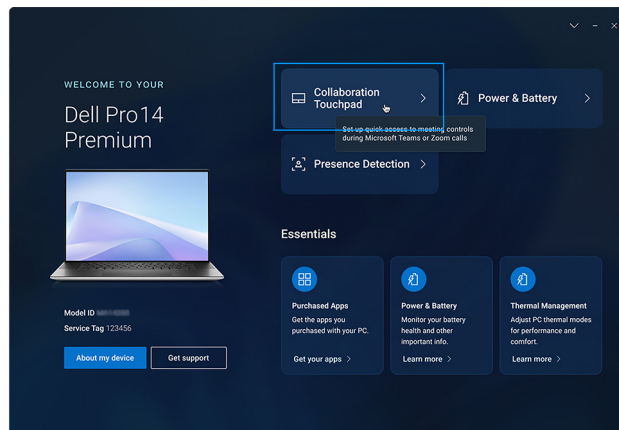 WELCOME TO YOUR
Dell Pro14
Premium
Model ID
Service Tag 123456
About my device
Get support
Collaboration
Touchpad
Power & Battery
Set up quick access to meeting controls
during Microsoft Teams or Zoom calls
Presence Detection
Essentials
Purchased Apps
Get the apps you
purchased with your PC.
Get your apps
Power & Battery
Monitor your battery
health and other
important info.
Learn more
Thermal Management
Adjust PC thermal modes
for performance and
comfort.
Learn more